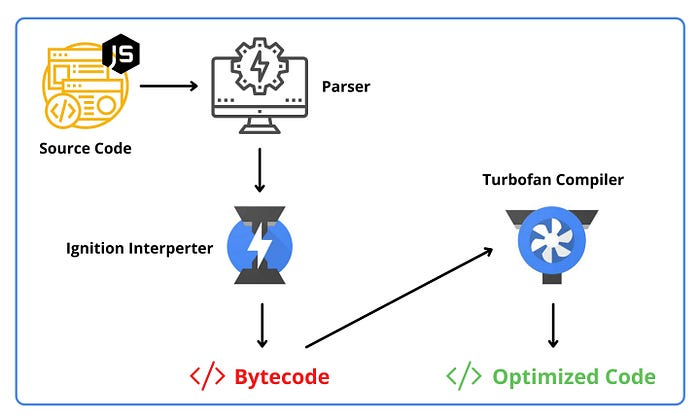 JS
Source Code
Parser
Turbofan Compiler
Ignition Interperter
</> Bytecode
</> Optimized Code